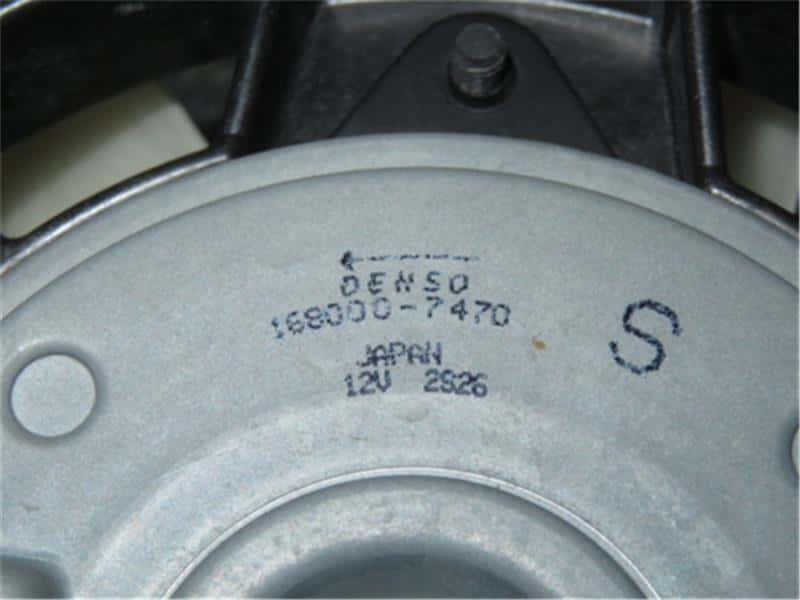 DENSO
168000-7470
S
JAPAN
12V 2S26